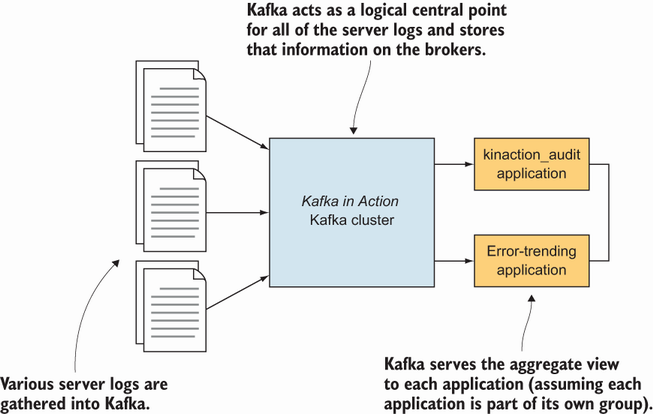 Kafka acts as a logical central point
for all of the server logs and stores
that information on the brokers.
Kafka in Action
Kafka cluster
kinaction_audit
application
Error-trending
application
Various server logs are
gathered into Kafka.
Kafka serves the aggregate view
to each application (assuming each
application is part of its own group).